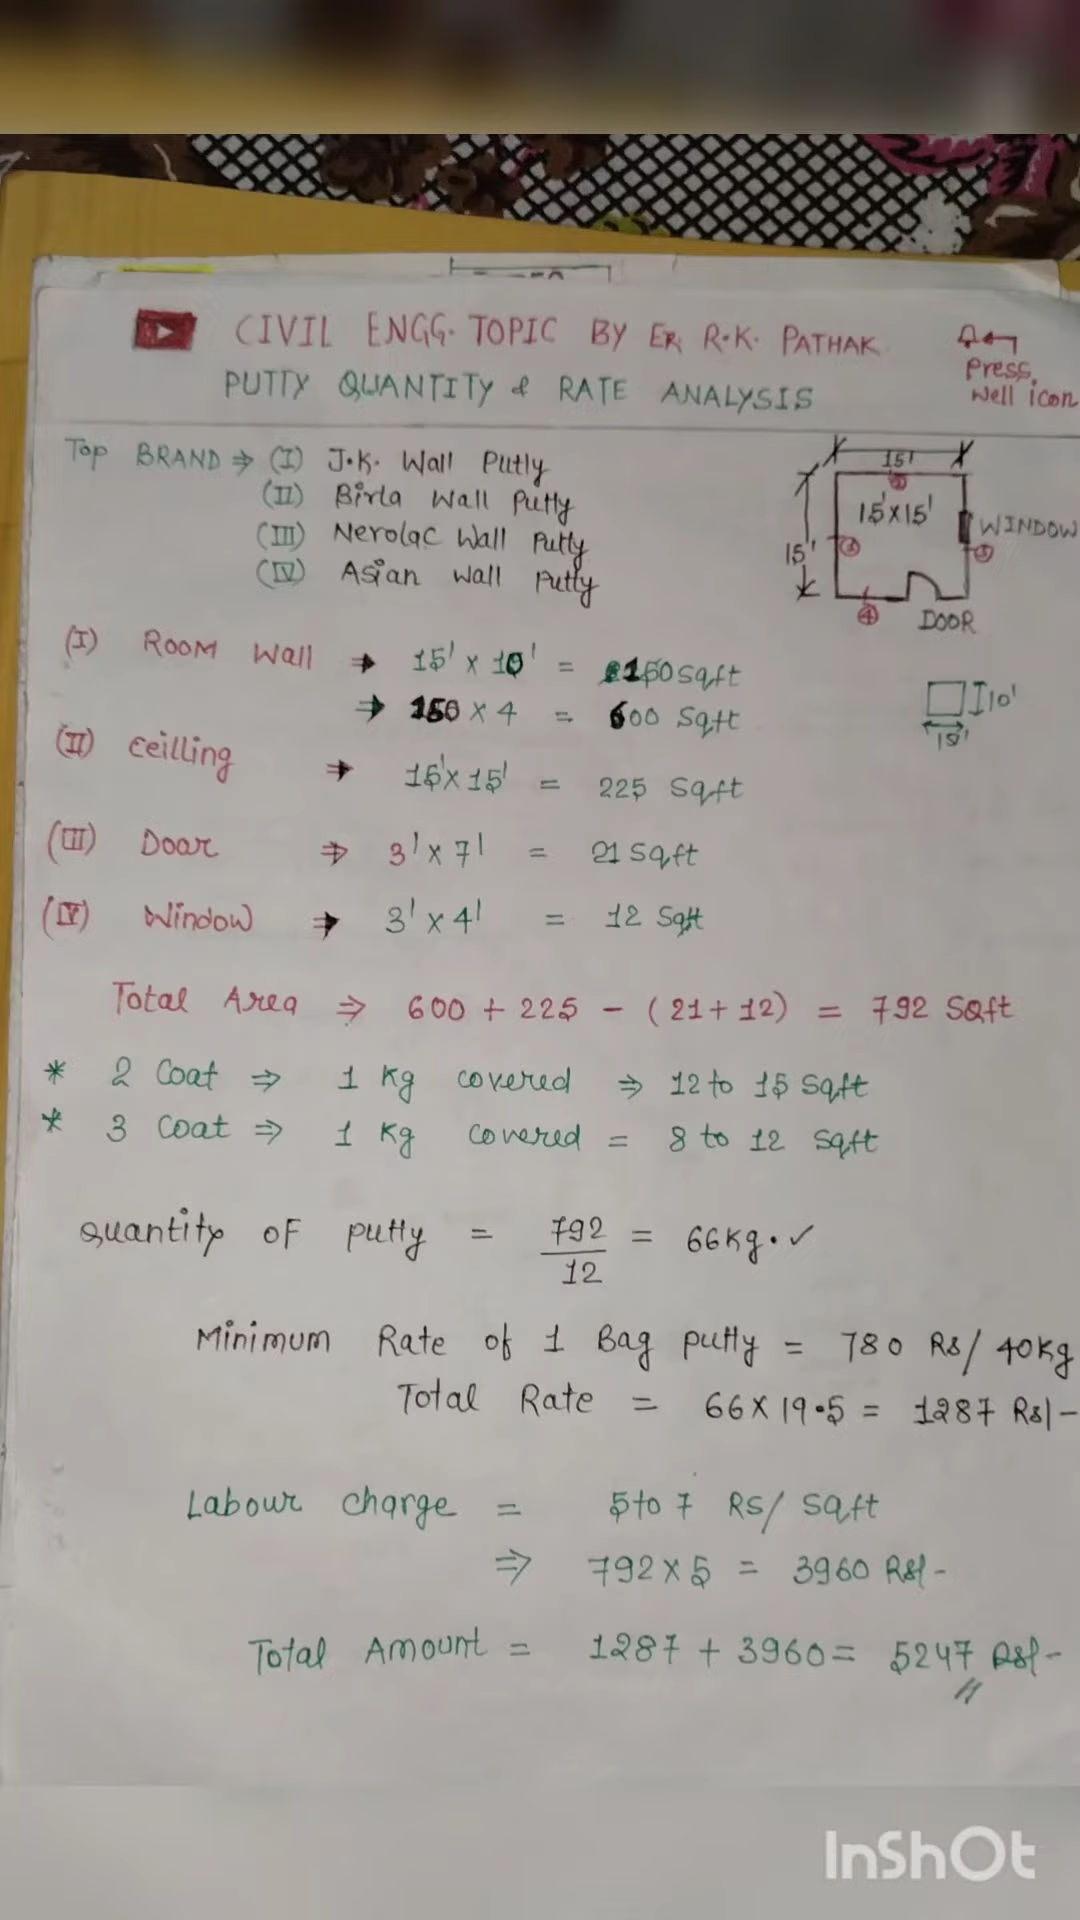 CIVIL ENGG. TOPIC BY ER R.K. PATHAK
Press
Well icon
PUTTY QUANTITY & RATE ANALYSIS
TOP BRAND ⇒ (I) J.K. Wall Putty
(II) Birla Wall Putty
(III) Nerolac Wall Putty
(IV) Asian Wall Putty
15'
15'x15'
15'
WINDOW
DOOR
④
(I) ROOM Wall → 15' x 10' = 150 Sqft
⇒ 150 x 4 = 600 Sqft
10'
15'
(II) Ceilling → 15'x15' = 225 Sqft
(III) Doar ⇒ 3' x 7' = 21 Sqft
(IV) Window → 3' x 4' = 12 Sqft
Total Area ⇒ 600 + 225 - (21+12) = 792 Sqft
* 2 Coat ⇒ 1 Kg covered ⇒ 12 to 15 Sqft
* 3 Coat ⇒ 1 Kg covered = 8 to 12 Sqft
Quantity OF putty = 792/12 = 66Kg. ✓
Minimum Rate of 1 Bag putty = 780 Rs/40Kg
Total Rate = 66 x 19.5 = 1287 Rs/-
Labour charge = 5 to 7 RS/ Sqft
⇒ 792 x 5 = 3960 Rs/-
Total Amount = 1287 + 3960 = 5247 Rs/-
InShOt